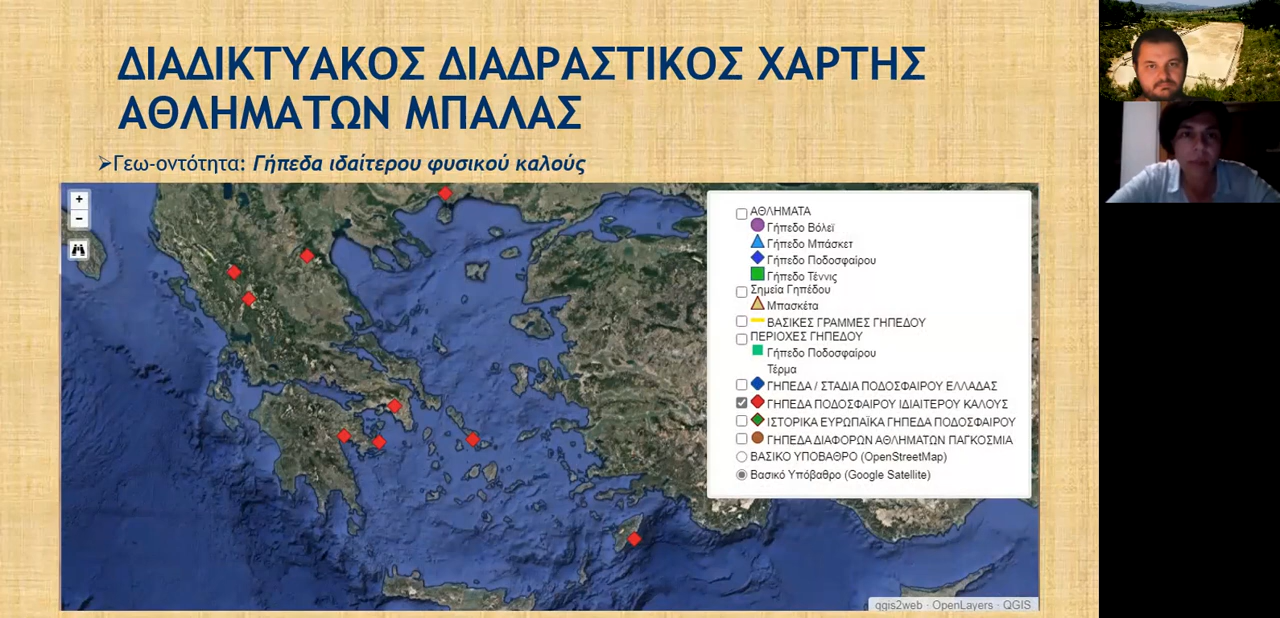 ΔΙΑΔΙΚΤΥΑΚΟΣ ΔΙΑΔΡΑΣΤΙΚΟΣ ΧΑΡΤΗΣ
ΑΘΛΗΜΑΤΩΝ ΜΠΑΛΑΣ
➢Γεω-οντότητα: Γήπεδα ιδαίτερου φυσικού καλούς
+
−
ΑΘΛΗΜΑΤΑ
Γήπεδο Βόλεϊ
Γήπεδο Μπάσκετ
Γήπεδο Ποδοσφαίρου
Γήπεδο Τέννις
Σημεία Γηπέδου
Μπασκέτα
ΒΑΣΙΚΕΣ ΓΡΑΜΜΕΣ ΓΗΠΕΔΟΥ
ΠΕΡΙΟΧΕΣ ΓΗΠΕΔΟΥ
Γήπεδο Ποδοσφαίρου
Τέρμα
ΓΗΠΕΔΑ / ΣΤΑΔΙΑ ΠΟΔΟΣΦΑΙΡΟΥ ΕΛΛΑΔΑΣ
ΓΗΠΕΔΑ ΠΟΔΟΣΦΑΙΡΟΥ ΙΔΙΑΙΤΕΡΟΥ ΚΑΛΟΥΣ
ΙΣΤΟΡΙΚΑ ΕΥΡΩΠΑΪΚΑ ΓΗΠΕΔΑ ΠΟΔΟΣΦΑΙΡΟΥ
ΓΗΠΕΔΑ ΔΙΑΦΟΡΩΝ ΑΘΛΗΜΑΤΩΝ ΠΑΓΚΟΣΜΙΑ
ΒΑΣΙΚΟ ΥΠΟΒΑΘΡΟ (OpenStreetMap)
Βασικό Υπόβαθρο (Google Satellite)
qgis2web · OpenLayers · QGIS